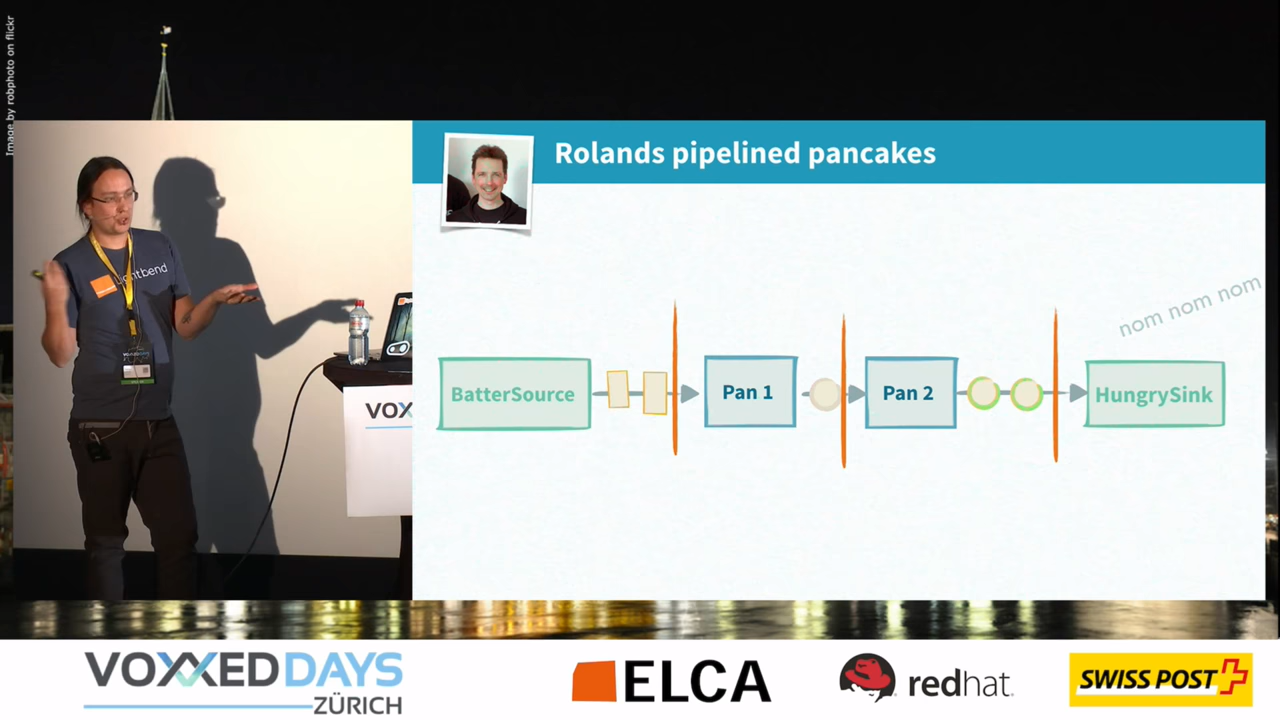 Image by robphoto on flickr
Rolands pipelined pancakes
nom nom nom
BatterSource
Pan 1
Pan 2
HungrySink
Lightbend
VOX
VOXXED DAYS
ZÜRICH
ELCA
redhat.
SWISS POST